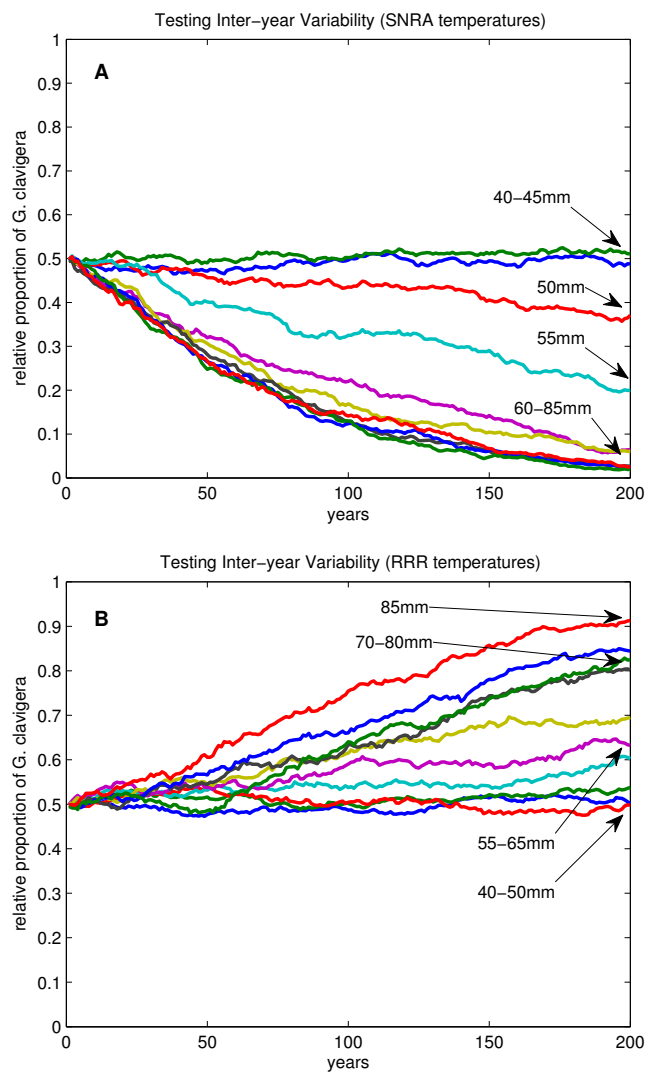 Testing Inter−year Variability (SNRA temperatures)
A
relative proportion of G. clavigera
1
0.9
0.8
0.7
0.6
0.5
0.4
0.3
0.2
0.1
0
40−45mm
50mm
55mm
60−85mm
0 50 100 150 200
years
Testing Inter−year Variability (RRR temperatures)
B
relative proportion of G. clavigera
1
0.9
0.8
0.7
0.6
0.5
0.4
0.3
0.2
0.1
0
85mm
70−80mm
55−65mm
40−50mm
0 50 100 150 200
years